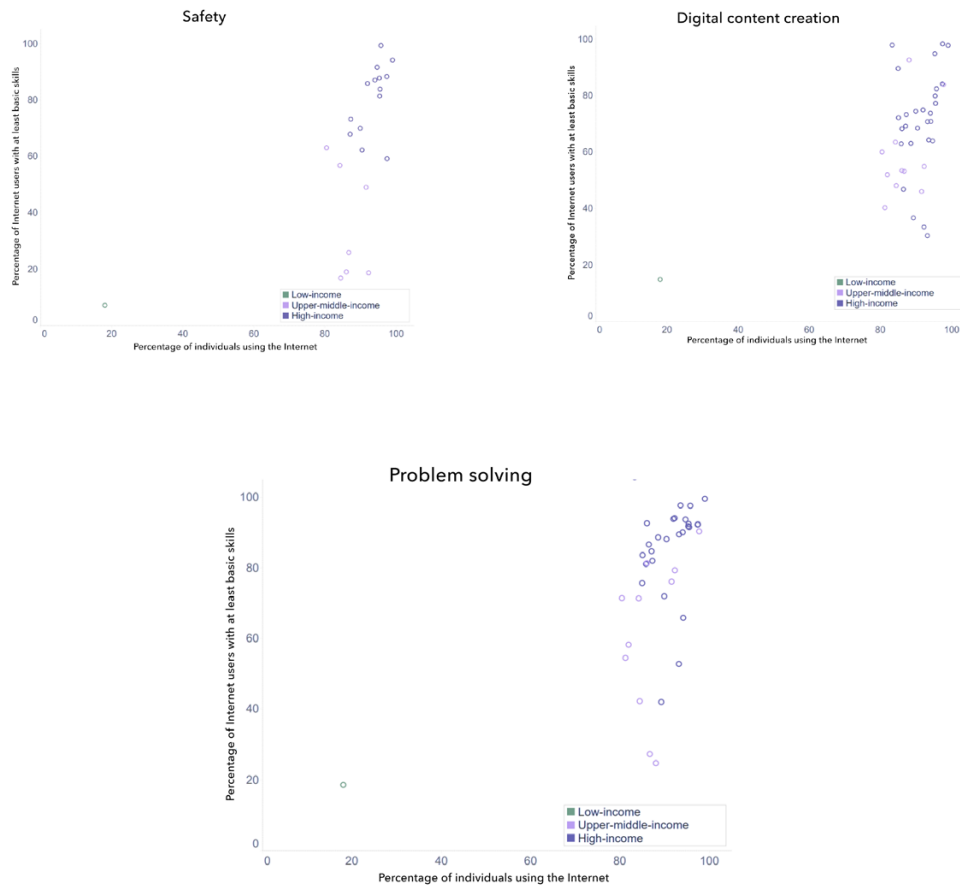 Safety
Percentage of Internet users with at least basic skills
100
80
60
40
20
0
0 20 40 60 80 100
Percentage of individuals using the Internet
Low-income
Upper-middle-income
High-income
Digital content creation
Percentage of Internet users with at least basic skills
100
80
60
40
20
0
0 20 40 60 80 100
Percentage of individuals using the Internet
Low-income
Upper-middle-income
High-income
Problem solving
Percentage of Internet users with at least basic skills
100
80
60
40
20
0
0 20 40 60 80 100
Percentage of individuals using the Internet
Low-income
Upper-middle-income
High-income